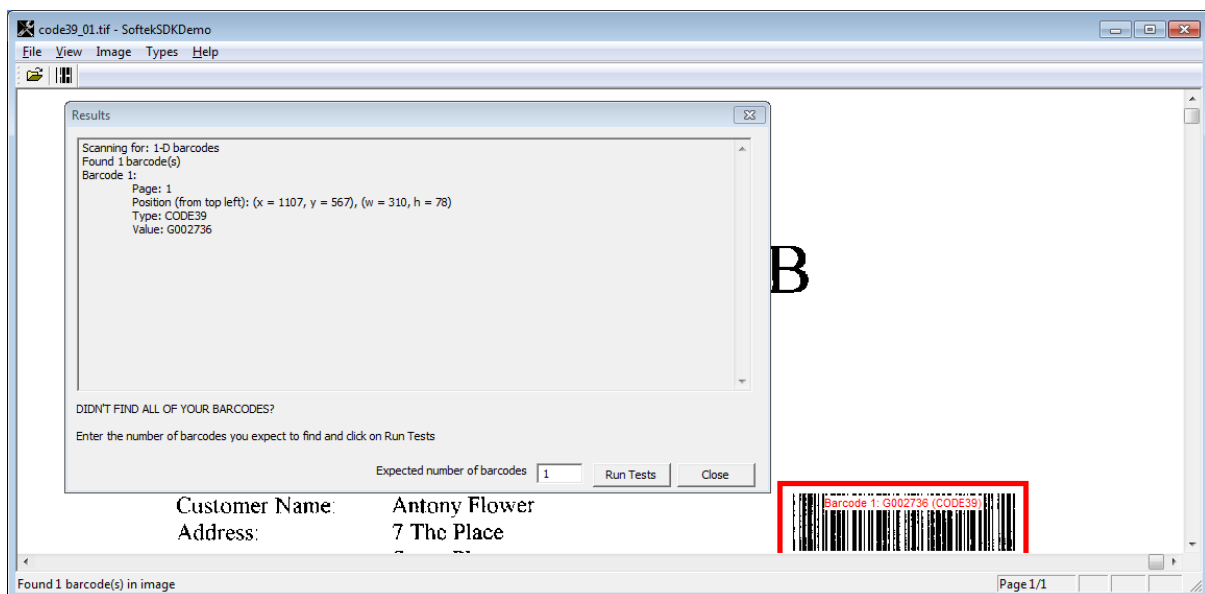 code39_01.tif - SoftekSDKDemo
File View Image Types Help
Results
Scanning for: 1-D barcodes
Found 1 barcode(s)
Barcode 1:
Page: 1
Position (from top left): (x = 1107, y = 567), (w = 310, h = 78)
Type: CODE39
Value: G002736
B
DIDN'T FIND ALL OF YOUR BARCODES?
Enter the number of barcodes you expect to find and click on Run Tests
Expected number of barcodes 1 Run Tests Close
Customer Name: Antony Flower
Barcode 1: G002736 (CODE39)
Address: 7 The Place
Found 1 barcode(s) in image Page 1/1